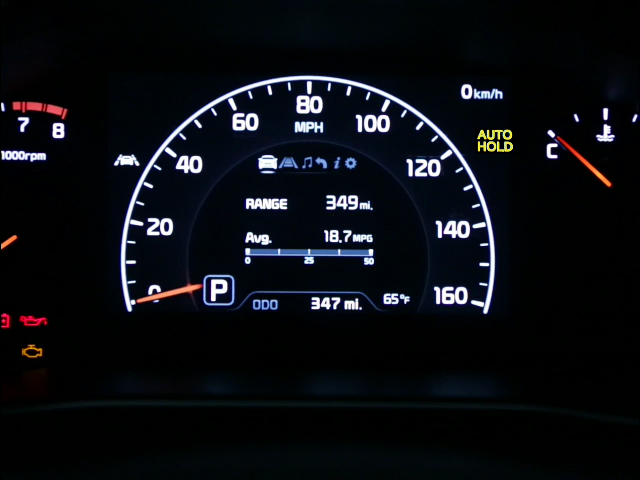 0 km/h
7
8
1000rpm
0
20
40
60
80
100
120
140
160
MPH
AUTO
HOLD
C
i
RANGE 349 mi.
Avg. 18.7 MPG
0 25 50
P
ODO 347 mi.
65°F